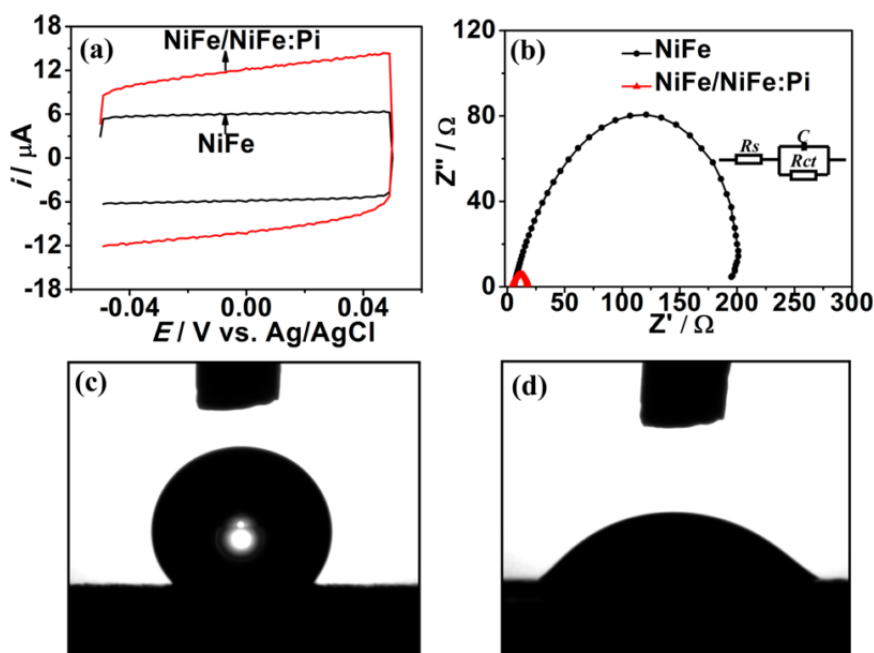 (a)
NiFe/NiFe:Pi
NiFe
18
12
6
0
-6
-12
-18
i / μA
-0.04
0.00
0.04
E / V vs. Ag/AgCl
(b)
NiFe
NiFe/NiFe:Pi
120
80
40
0
Z" / Ω
Rs
C
Rct
0
50
100
150
200
250
300
Z' / Ω
(c)
(d)